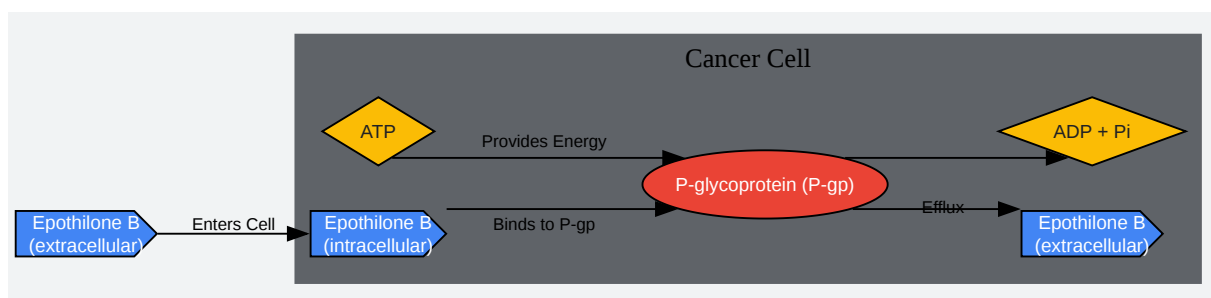 Cancer Cell
ATP
Provides Energy
ADP + Pi
P-glycoprotein (P-gp)
Epothilone B
(extracellular)
Enters Cell
Epothilone B
(intracellular)
Binds to P-gp
Efflux
Epothilone B
(extracellular)